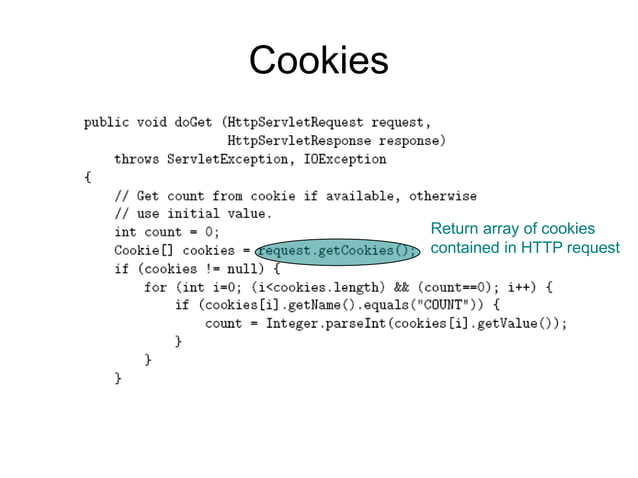 Cookies
public void doGet (HttpServletRequest request,
                   HttpServletResponse response)
    throws ServletException, IOException
{
    // Get count from cookie if available, otherwise
    // use initial value.
    int count = 0;
    Cookie[] cookies = request.getCookies();
    if (cookies != null) {
        for (int i=0; (i<cookies.length) && (count==0); i++) {
            if (cookies[i].getName().equals("COUNT")) {
                count = Integer.parseInt(cookies[i].getValue());
            }
        }
    }
Return array of cookies
contained in HTTP request